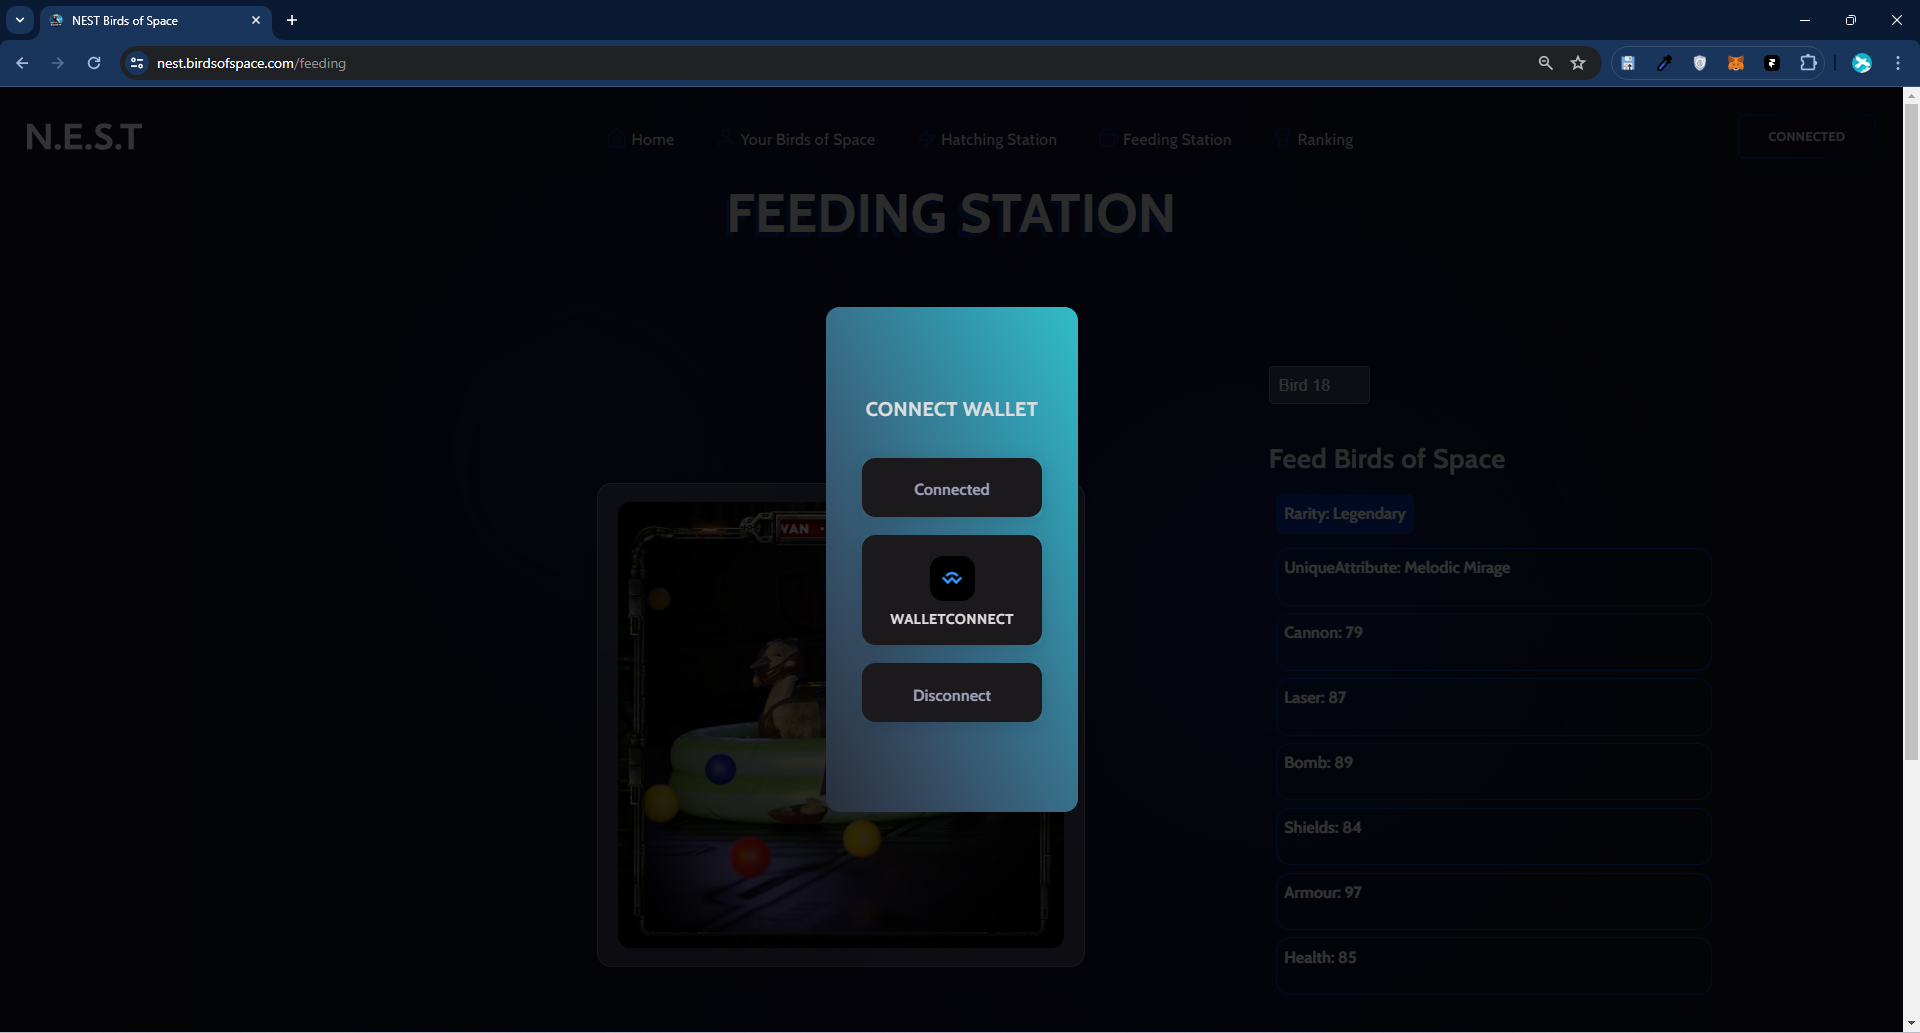 NEST Birds of Space
nest.birdsofspace.com/feeding
N.E.S.T
Home
Your Birds of Space
Hatching Station
Feeding Station
Ranking
CONNECTED
FEEDING STATION
CONNECT WALLET
Connected
WALLETCONNECT
Disconnect
VAN
Bird 18
Feed Birds of Space
Rarity: Legendary
UniqueAttribute: Melodic Mirage
Cannon: 79
Laser: 87
Bomb: 89
Shields: 84
Armour: 97
Health: 85